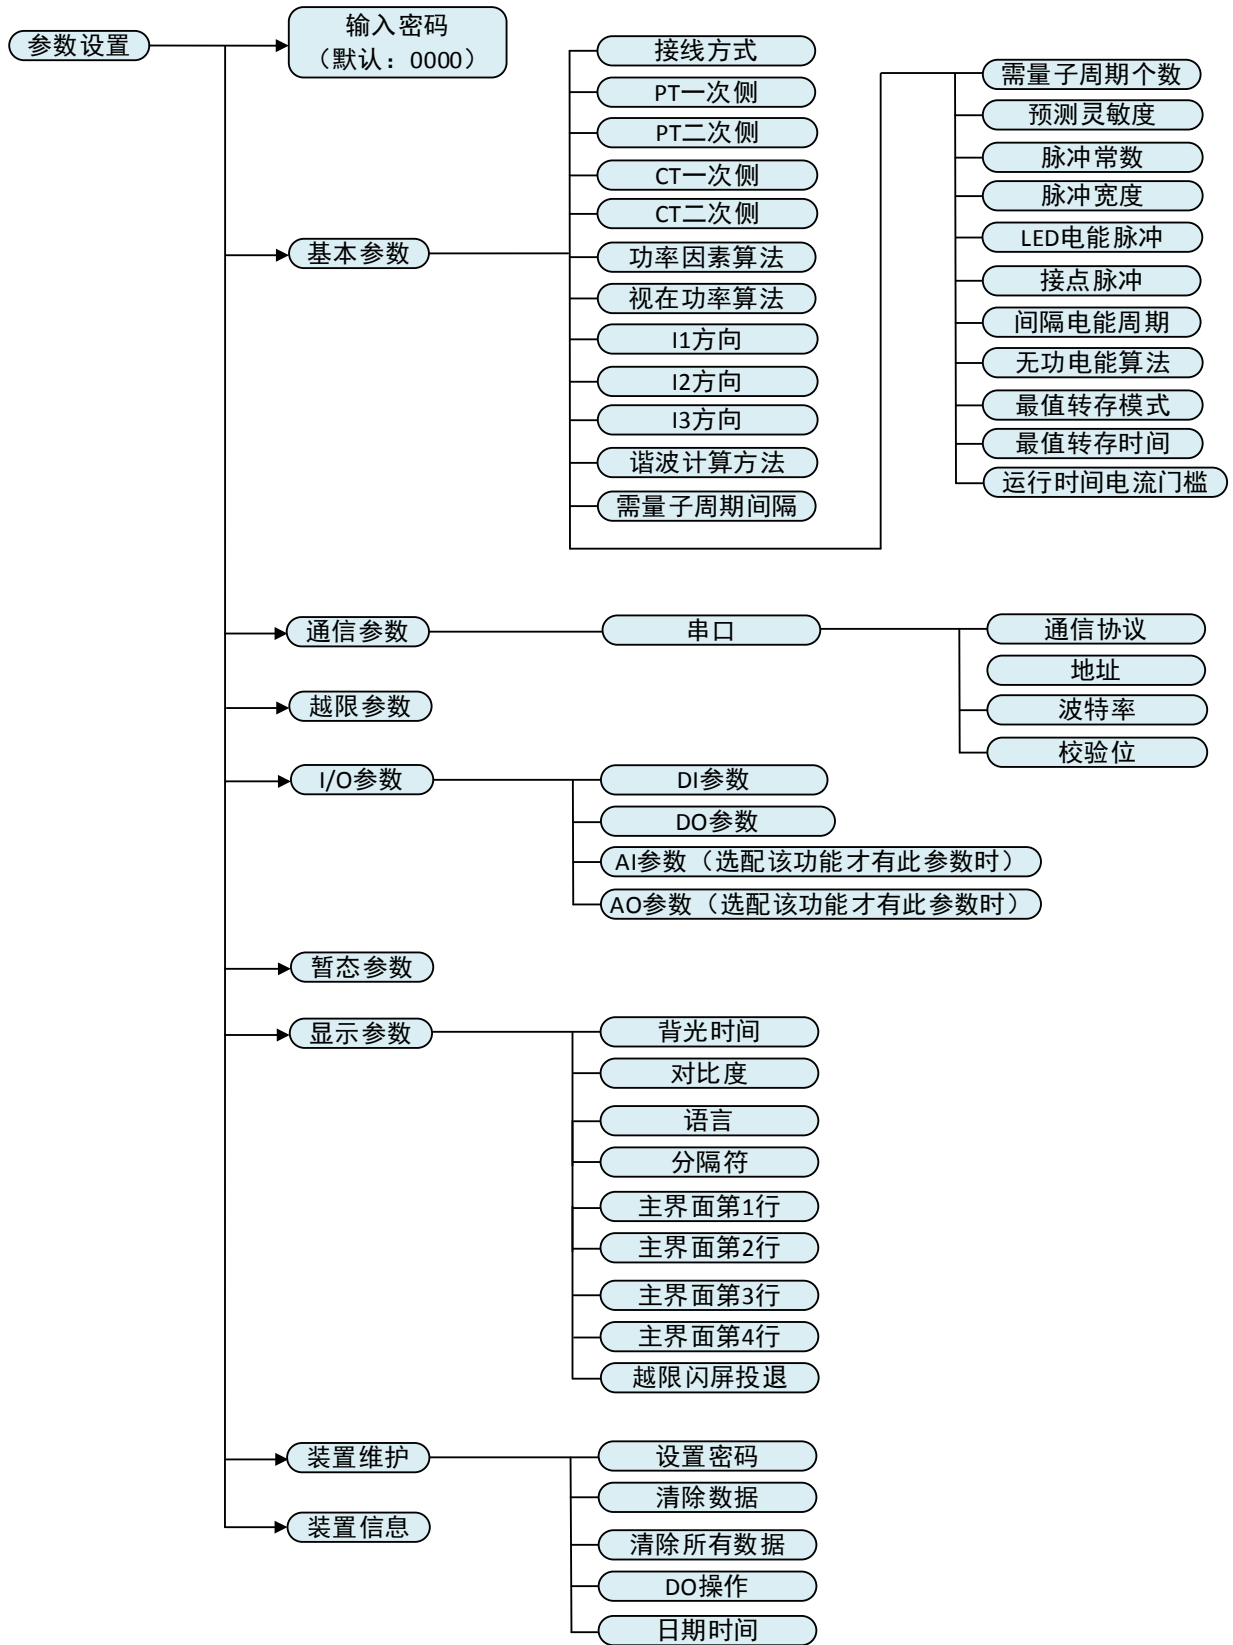 参数设置
输入密码
（默认：0000）
基本参数
接线方式
PT一次侧
PT二次侧
CT一次侧
CT二次侧
功率因素算法
视在功率算法
I1方向
I2方向
I3方向
谐波计算方法
需量子周期间隔
需量子周期个数
预测灵敏度
脉冲常数
脉冲宽度
LED电能脉冲
接点脉冲
间隔电能周期
无功电能算法
最值转存模式
最值转存时间
运行时间电流门槛
通信参数
串口
通信协议
地址
波特率
校验位
越限参数
I/O参数
DI参数
DO参数
AI参数（选配该功能才有此参数时）
AO参数（选配该功能才有此参数时）
暂态参数
显示参数
背光时间
对比度
语言
分隔符
主界面第1行
主界面第2行
主界面第3行
主界面第4行
越限闪屏投退
装置维护
设置密码
清除数据
清除所有数据
DO操作
日期时间
装置信息